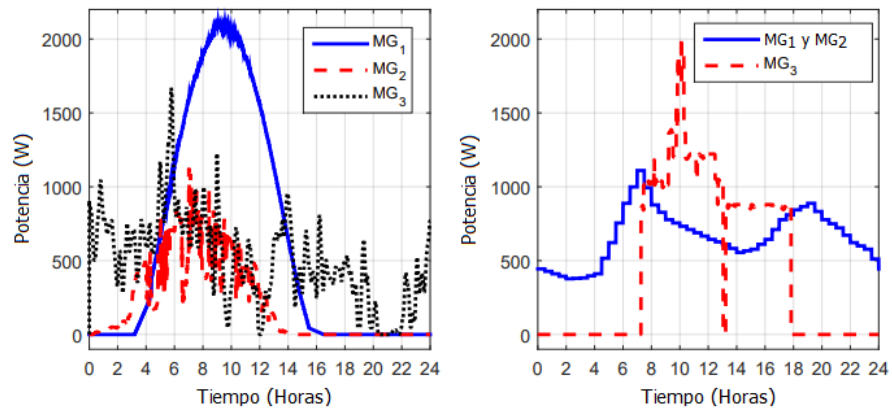 2000
1500
1000
500
0
Potencia (W)
MG1
MG2
MG3
0 2 4 6 8 10 12 14 16 18 20 22 24
Tiempo (Horas)
2000
1500
1000
500
0
Potencia (W)
MG1 y MG2
MG3
0 2 4 6 8 10 12 14 16 18 20 22 24
Tiempo (Horas)